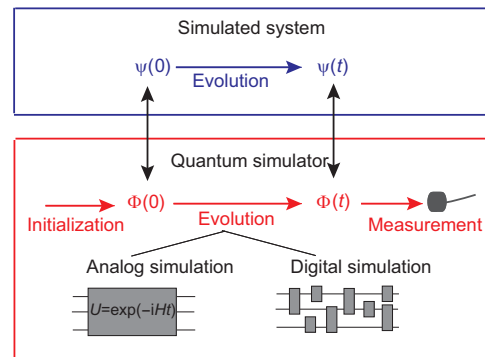 Simulated system
ψ(0) ψ(t)
Evolution
Quantum simulator
Φ(0) Φ(t)
Initialization Evolution Measurement
Analog simulation Digital simulation
U=exp(−iHt)